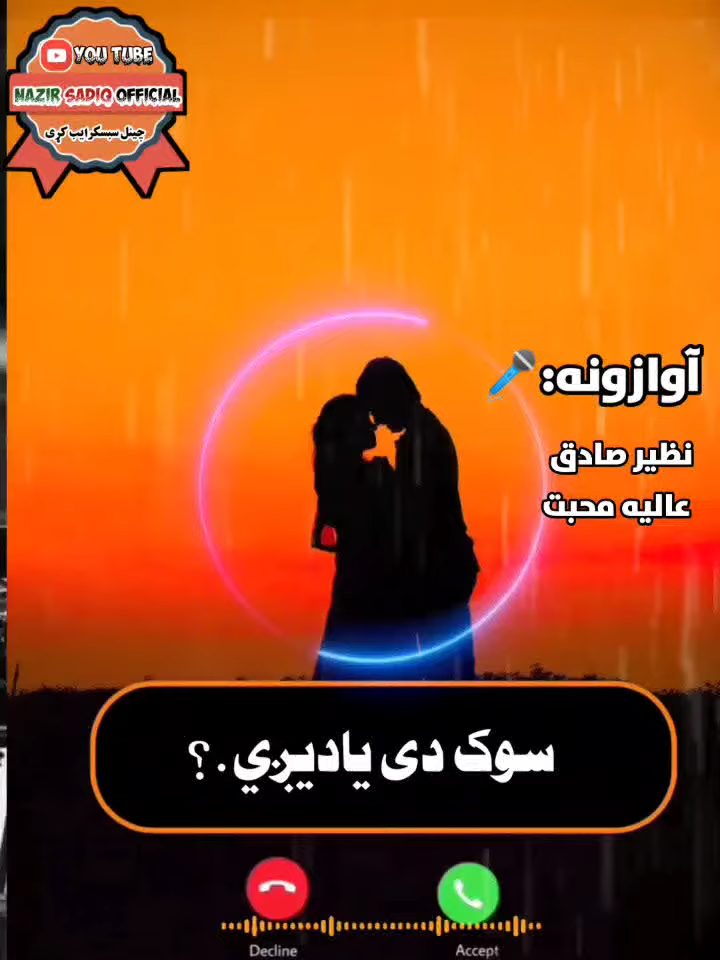 YOU TUBE
NAZIR SADIQ OFFICIAL
چینل سبسکرایب کړی
آوازونه:
نظیر صادق
عالیه محبت
سوک دی یادیږي.؟
Decline
Accept